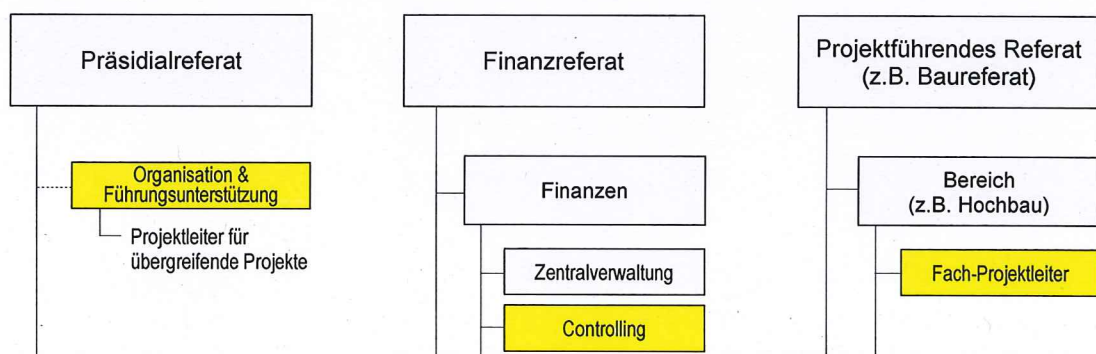 Präsidialreferat
Organisation &
Führungsunterstützung
Projektleiter für
übergreifende Projekte
Finanzreferat
Finanzen
Zentralverwaltung
Controlling
Projektführendes Referat
(z.B. Baureferat)
Bereich
(z.B. Hochbau)
Fach-Projektleiter